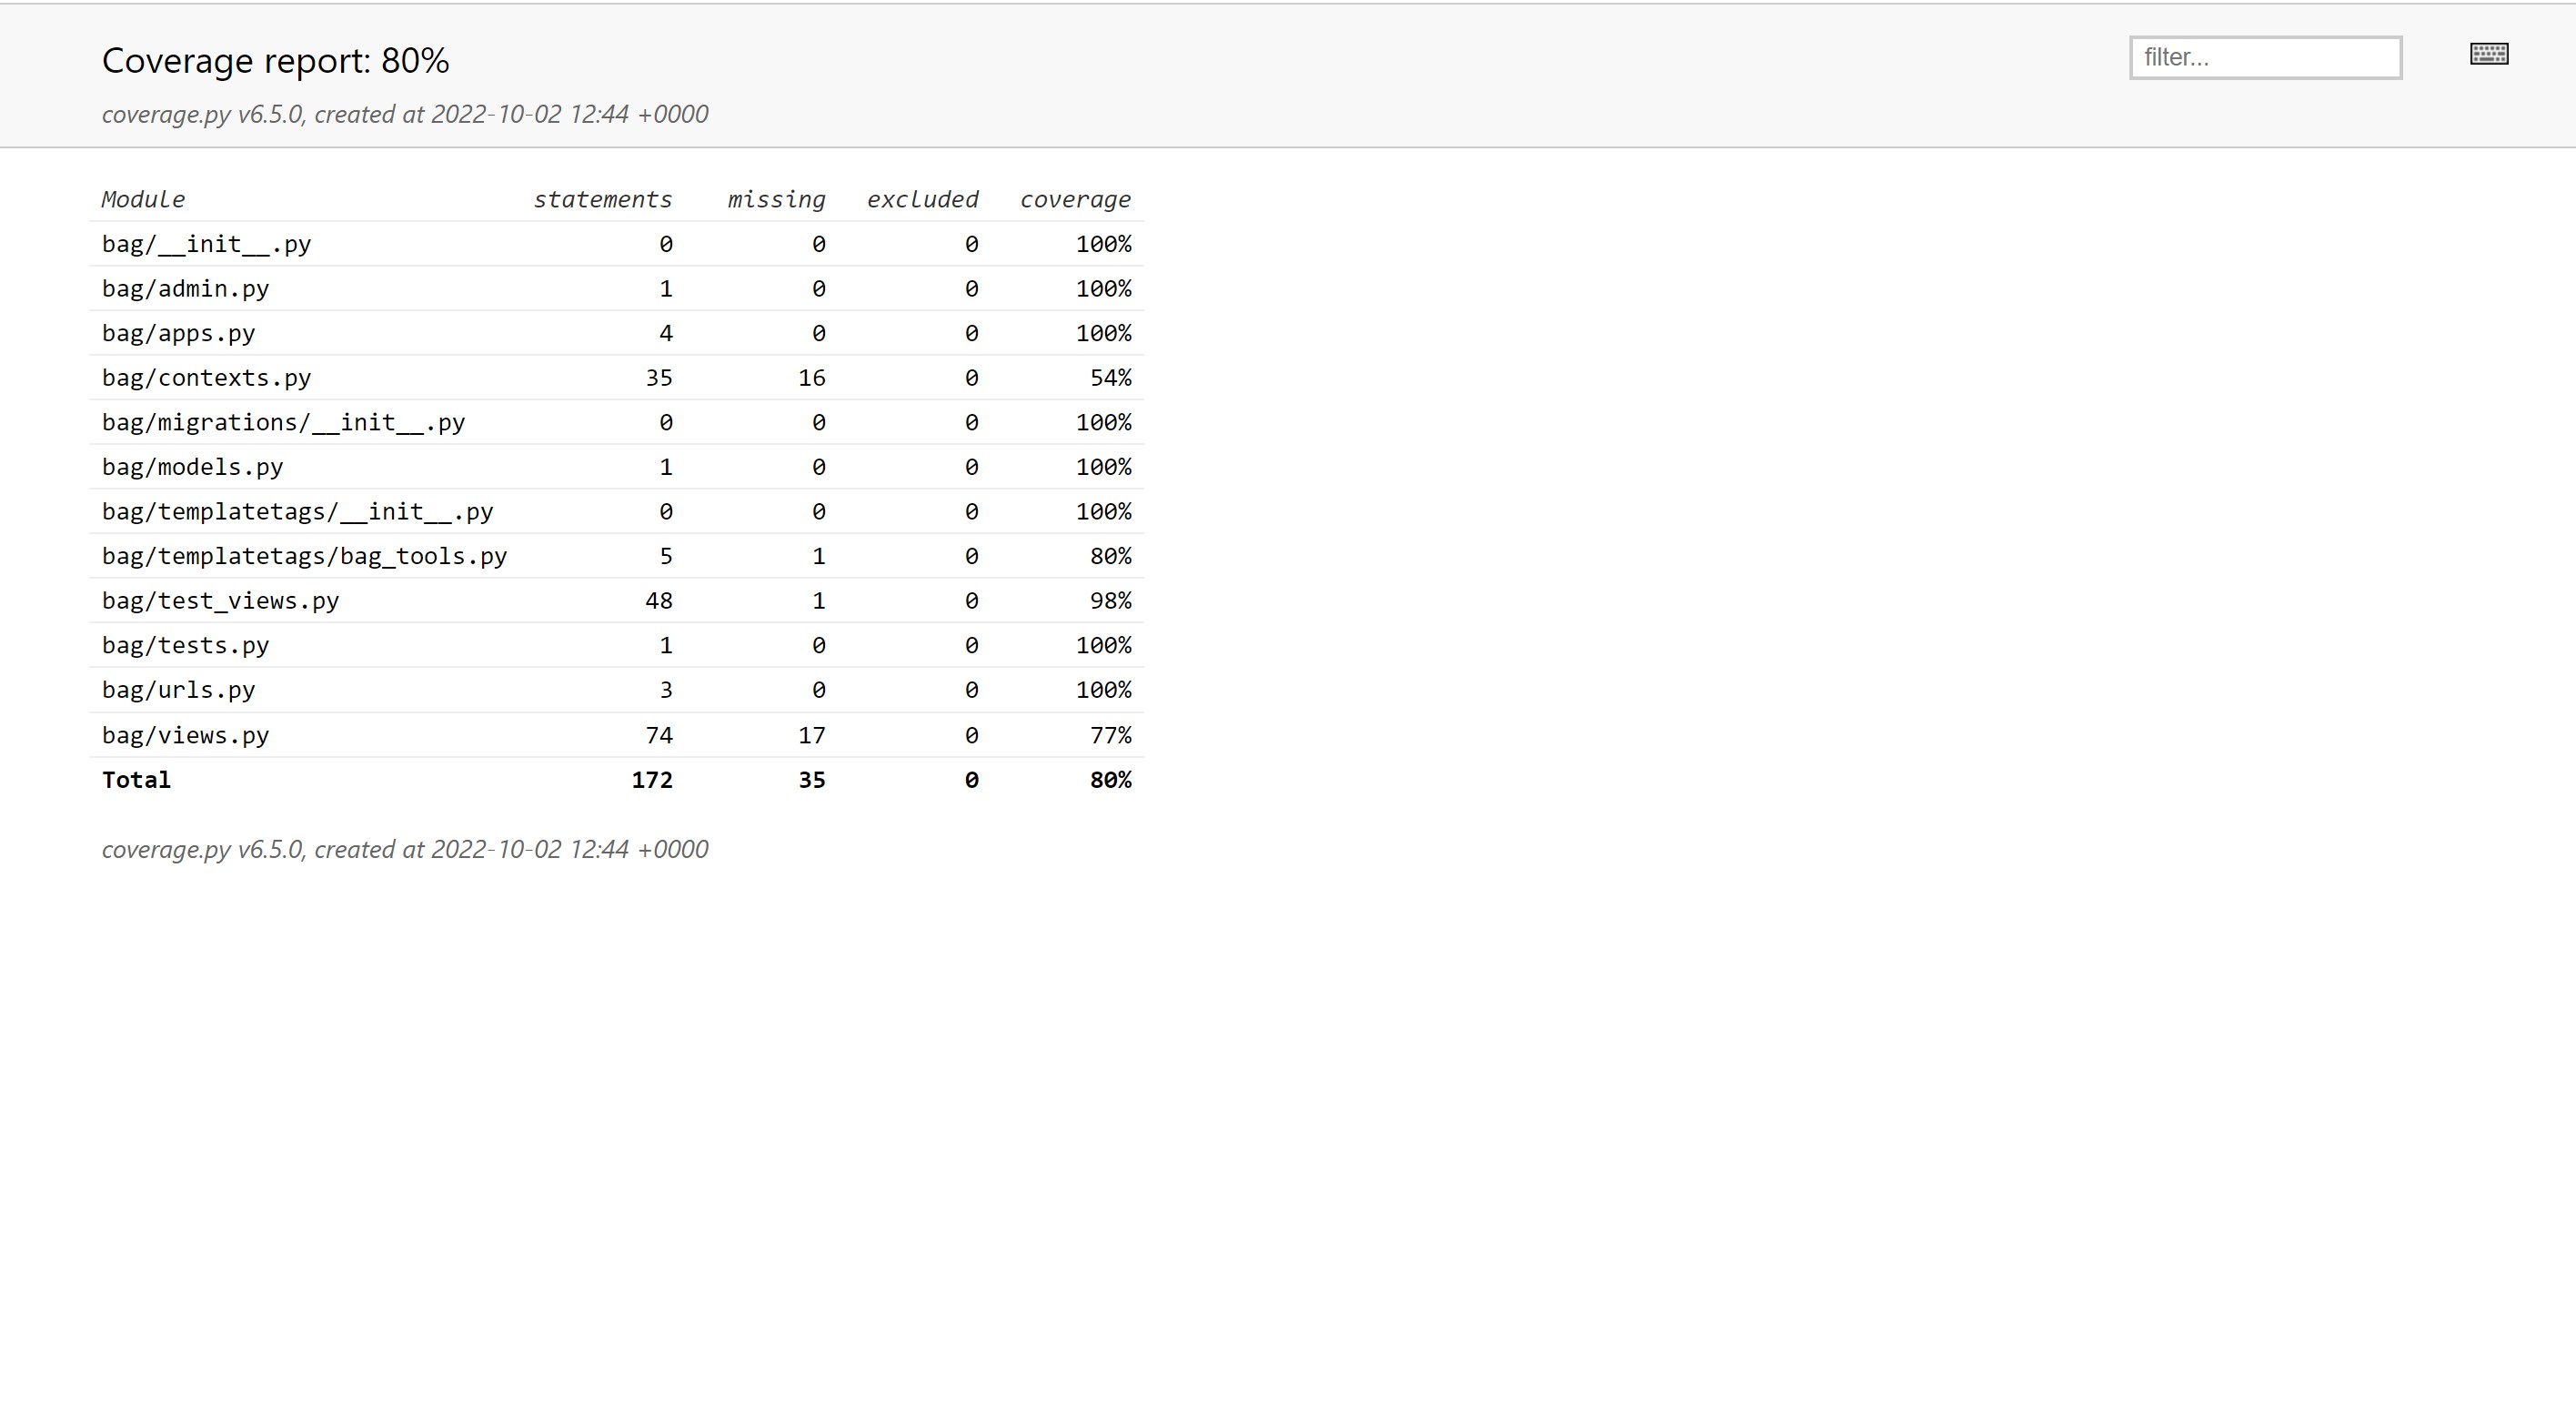 Coverage report: 80%
filter...
coverage.py v6.5.0, created at 2022-10-02 12:44 +0000
Module statements missing excluded coverage
bag/__init__.py 0 0 0 100%
bag/admin.py 1 0 0 100%
bag/apps.py 4 0 0 100%
bag/contexts.py 35 16 0 54%
bag/migrations/__init__.py 0 0 0 100%
bag/models.py 1 0 0 100%
bag/templatetags/__init__.py 0 0 0 100%
bag/templatetags/bag_tools.py 5 1 0 80%
bag/test_views.py 48 1 0 98%
bag/tests.py 1 0 0 100%
bag/urls.py 3 0 0 100%
bag/views.py 74 17 0 77%
Total 172 35 0 80%
coverage.py v6.5.0, created at 2022-10-02 12:44 +0000